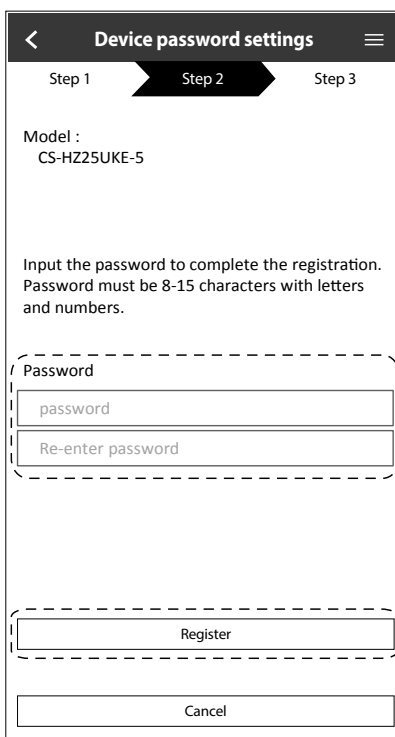 Device password settings
Step 1 Step 2 Step 3
Model :
CS-HZ25UKE-5
Input the password to complete the registration.
Password must be 8-15 characters with letters
and numbers.
Password
password
Re-enter password
Register
Cancel